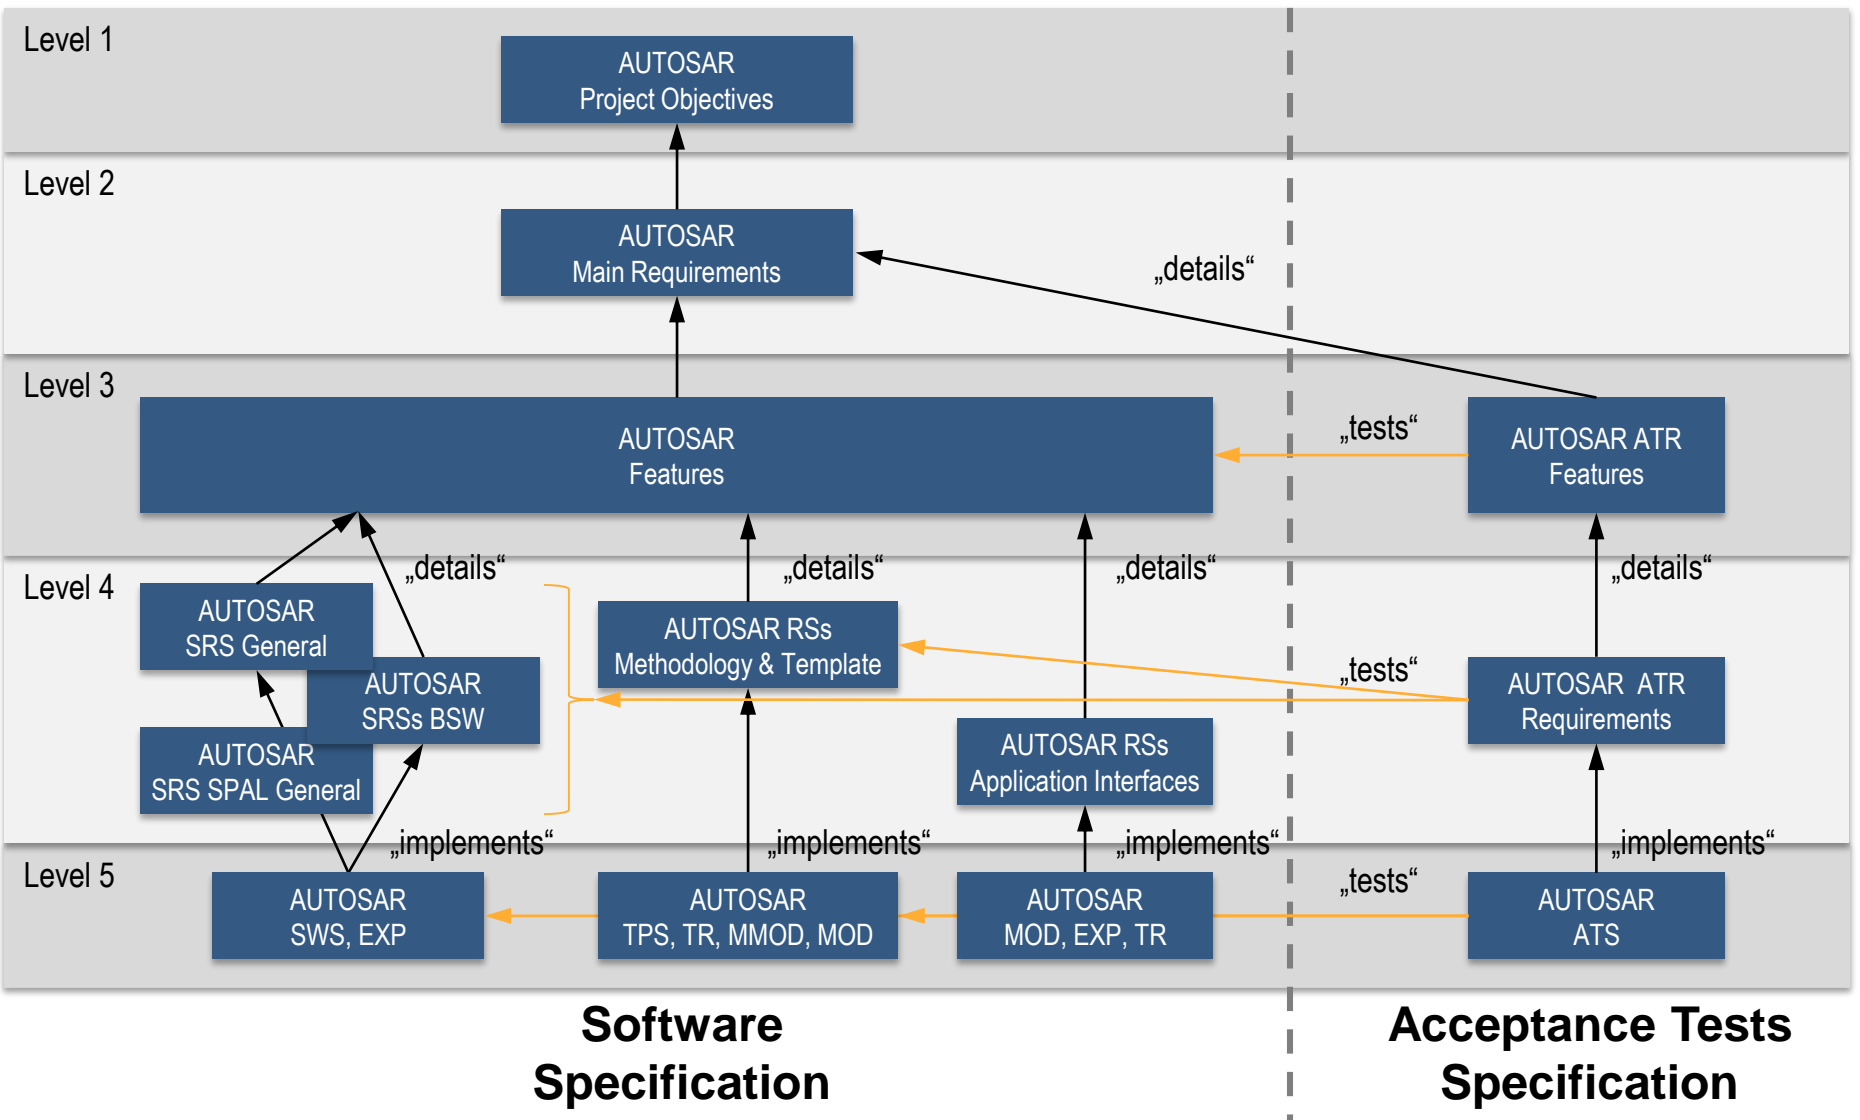 Level 1
AUTOSAR
Project Objectives
Level 2
AUTOSAR
Main Requirements
„details“
Level 3
AUTOSAR
Features
„tests“
AUTOSAR ATR
Features
Level 4
„details“
„details“
„details“
„details“
AUTOSAR
SRS General
AUTOSAR RSs
Methodology & Template
AUTOSAR
SRSs BSW
„tests“
AUTOSAR ATR
Requirements
AUTOSAR
SRS SPAL General
AUTOSAR RSs
Application Interfaces
„implements“
„implements“
„implements“
„implements“
Level 5
AUTOSAR
SWS, EXP
AUTOSAR
TPS, TR, MMOD, MOD
AUTOSAR
MOD, EXP, TR
„tests“
AUTOSAR
ATS
Software
Specification
Acceptance Tests
Specification